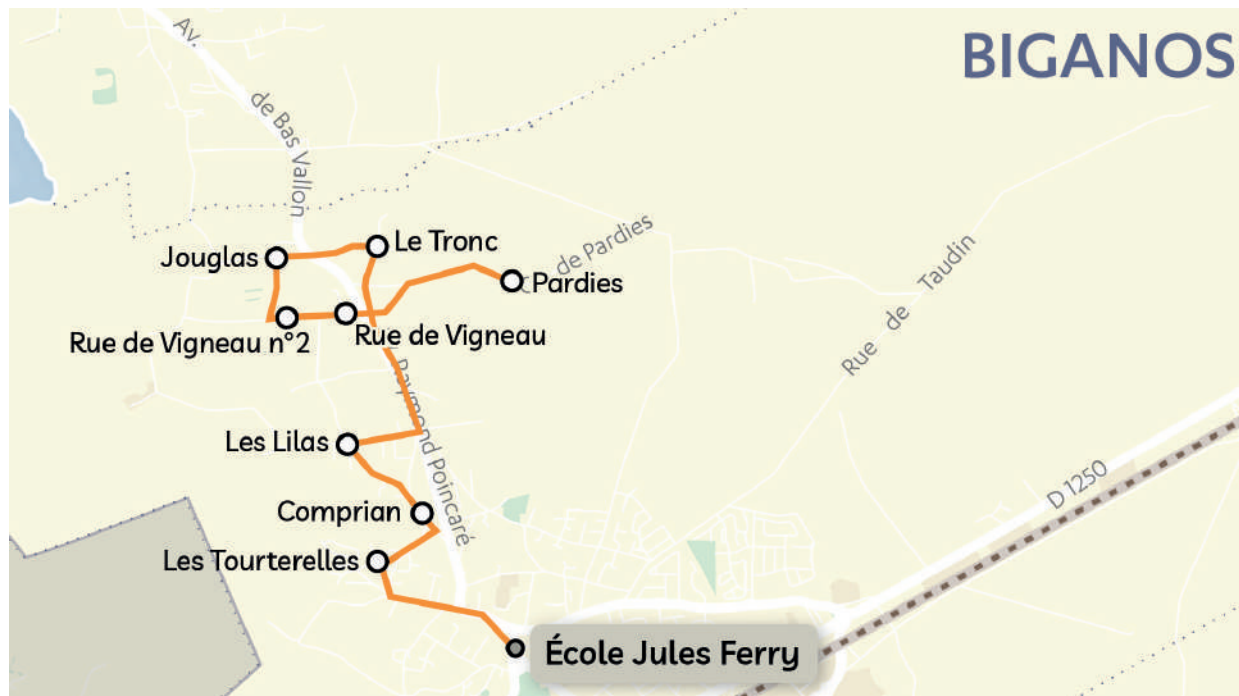 BIGANOS
Av.
de Bas Vallon
Le Tronc
de Pardies
Jouglas
Pardies
Rue de Taudin
Rue de Vigneau
Rue de Vigneau n°2
Raymond Poincaré
Les Lilas
D 1250
Comprian
Les Tourterelles
École Jules Ferry